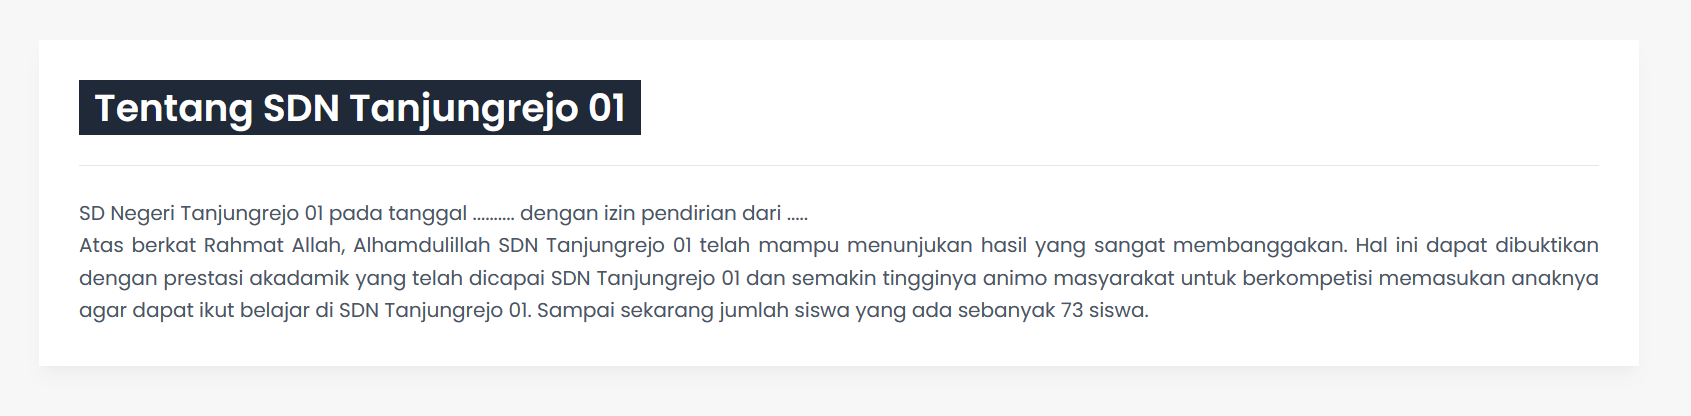 Tentang SDN Tanjungrejo 01
SD Negeri Tanjungrejo 01 pada tanggal .......... dengan izin pendirian dari .....
Atas berkat Rahmat Allah, Alhamdulillah SDN Tanjungrejo 01 telah mampu menunjukan hasil yang sangat membanggakan. Hal ini dapat dibuktikan
dengan prestasi akadamik yang telah dicapai SDN Tanjungrejo 01 dan semakin tingginya animo masyarakat untuk berkompetisi memasukan anaknya
agar dapat ikut belajar di SDN Tanjungrejo 01. Sampai sekarang jumlah siswa yang ada sebanyak 73 siswa.